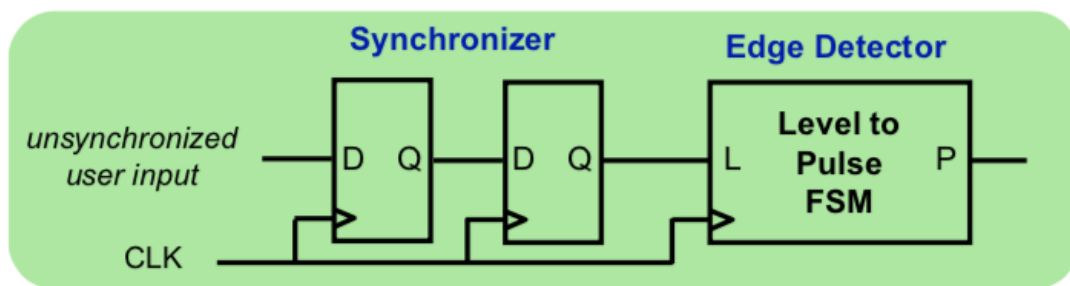 Synchronizer
Edge Detector
unsynchronized
user input
D Q
D Q
L
Level to
Pulse
FSM
P
CLK